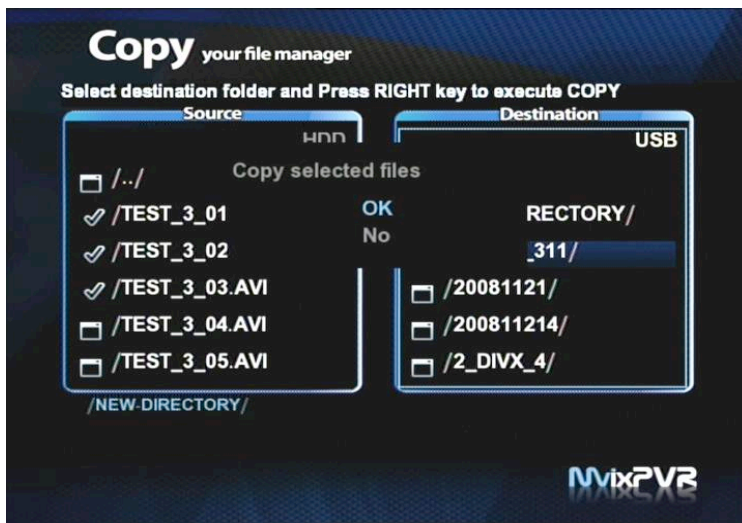 Copy your file manager
Select destination folder and Press RIGHT key to execute COPY
Source
HDD
/../
/TEST_3_01
/TEST_3_02
/TEST_3_03.AVI
/TEST_3_04.AVI
/TEST_3_05.AVI
/NEW-DIRECTORY/
Copy selected files
OK
No
Destination
USB
RECTORY/
_311/
/20081121/
/200811214/
/2_DIVX_4/
MvixPVR